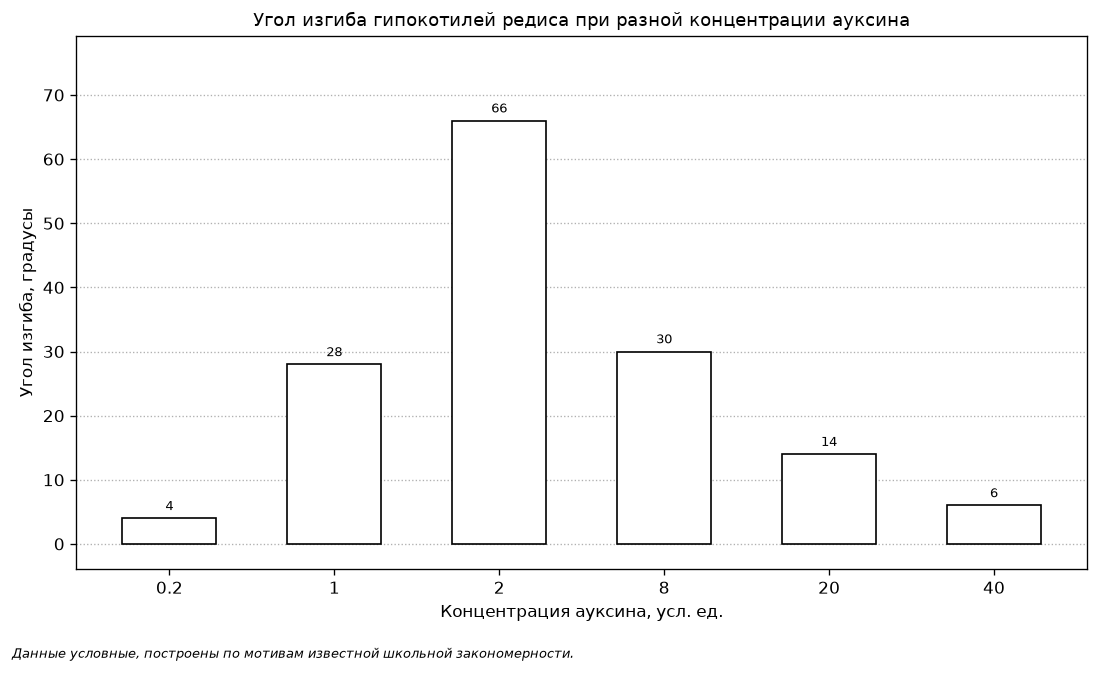 Угол изгиба гипокотилей редиса при разной концентрации ауксина
Угол изгиба, градусы
70
60
50
40
30
20
10
0
4
28
66
30
14
6
0.2 1 2 8 20 40
Концентрация ауксина, усл. ед.
Данные условные, построены по мотивам известной школьной закономерности.